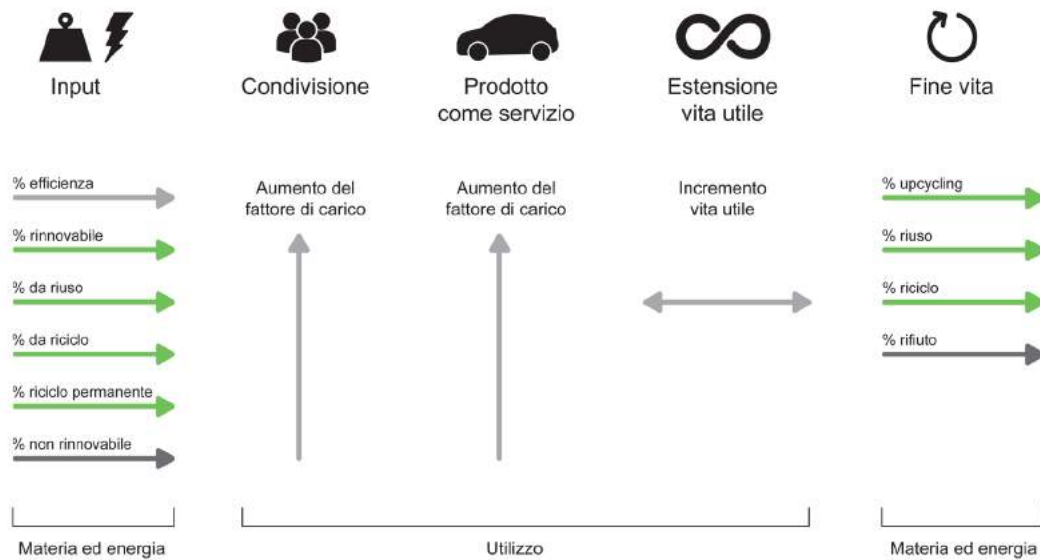 Input
Condivisione
Prodotto
come servizio
Estensione
vita utile
Fine vita
% efficienza
% rinnovabile
% da riuso
% da riciclo
% riciclo permanente
% non rinnovabile
Aumento del
fattore di carico
Aumento del
fattore di carico
Incremento
vita utile
% upcycling
% riuso
% riciclo
% rifiuto
Materia ed energia
Utilizzo
Materia ed energia